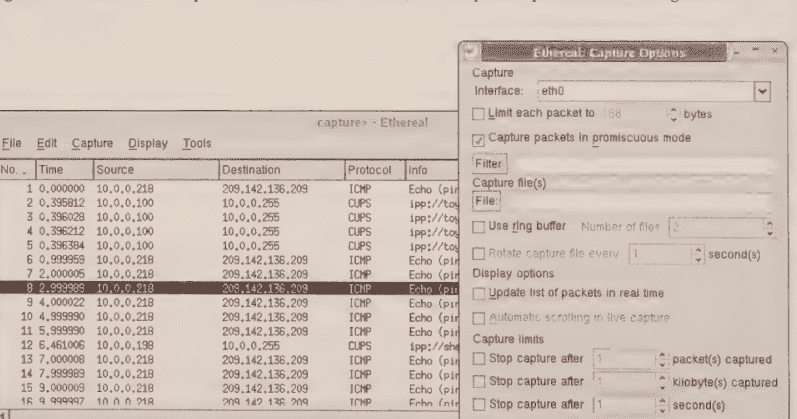 Ethereal: Capture Options
Capture
Interface: eth0
Limit each packet to 68 bytes
Capture packets in promiscuous mode
Filter
Capture file(s)
File:
Use ring buffer Number of files 2
Rotate capture file every 1 second(s)
Display options
Update list of packets in real time
Automatic scrolling in live capture
Capture limits
Stop capture after 1 packet(s) captured
Stop capture after 1 kilobyte(s) captured
Stop capture after 1 second(s)
<capture> - Ethereal
File Edit Capture Display Tools
No. . Time Source Destination Protocol Info
1 0.000000 10.0.0.218 209.142.136.209 ICMP Echo (pin
2 0.395812 10.0.0.100 10.0.0.255 CUPS ipp://toy
3 0.396028 10.0.0.100 10.0.0.255 CUPS ipp://toy
4 0.396212 10.0.0.100 10.0.0.255 CUPS ipp://toy
5 0.396384 10.0.0.100 10.0.0.255 CUPS ipp://toy
6 0.999959 10.0.0.218 209.142.136.209 ICMP Echo (pin
7 2.000005 10.0.0.218 209.142.136.209 ICMP Echo (pin
8 2.999989 10.0.0.218 209.142.136.209 ICMP Echo (pin
9 4.000022 10.0.0.218 209.142.136.209 ICMP Echo (pin
10 4.999990 10.0.0.218 209.142.136.209 ICMP Echo (pin
11 5.999990 10.0.0.218 209.142.136.209 ICMP Echo (pin
12 6.461006 10.0.0.198 10.0.0.255 CUPS ipp://she
13 7.000008 10.0.0.218 209.142.136.209 ICMP Echo (pin
14 7.999989 10.0.0.218 209.142.136.209 ICMP Echo (pin
15 9.000009 10.0.0.218 209.142.136.209 ICMP Echo (pin
16 9.999997 10.0.0.218 209.142.136.209 ICMP Echo (pin